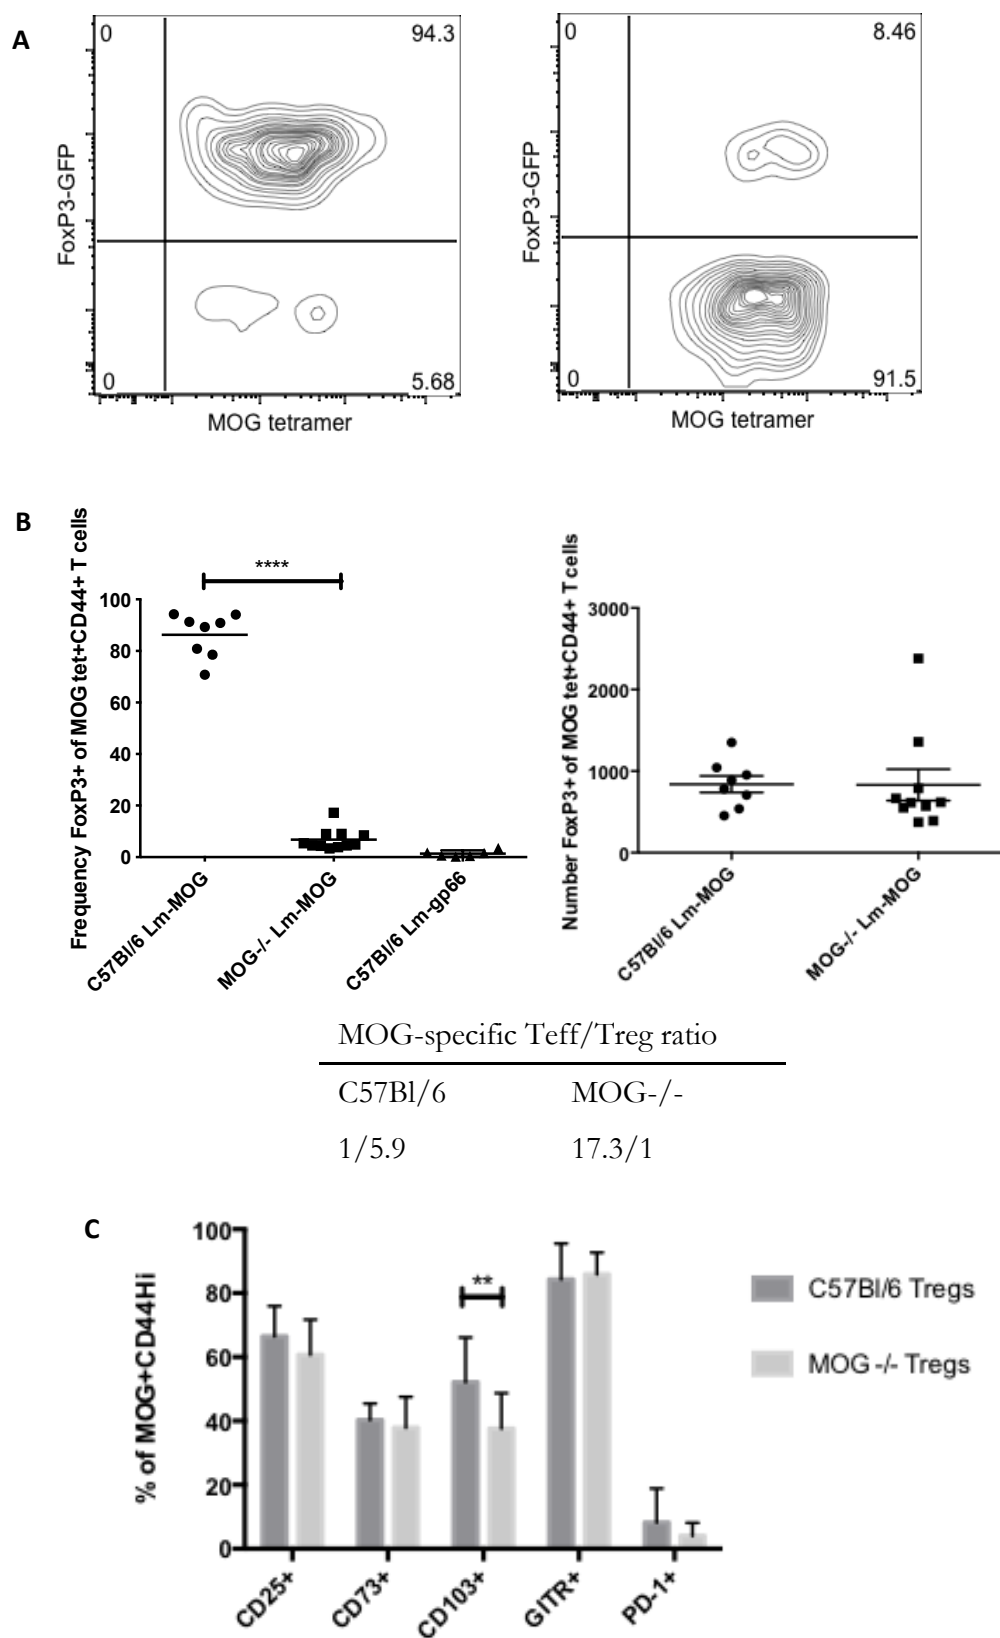 A
0
94.3
0
5.68
FoxP3-GFP
MOG tetramer
0
8.46
0
91.5
FoxP3-GFP
MOG tetramer
B
Frequency FoxP3+ of MOG tet+CD44+ T cells
100
80
60
40
20
0
****
C57Bl/6 Lm-MOG
MOG-/- Lm-MOG
C57Bl/6 Lm-gp66
Number FoxP3+ of MOG tet+CD44+ T cells
3000
2000
1000
0
C57Bl/6 Lm-MOG
MOG-/- Lm-MOG
MOG-specific Teff/Treg ratio
C57Bl/6 MOG-/-
1/5.9 17.3/1
C
% of MOG+CD44Hi
100
80
60
40
20
0
**
CD25+
CD73+
CD103+
GITR+
PD-1+
C57Bl/6 Tregs
MOG -/- Tregs